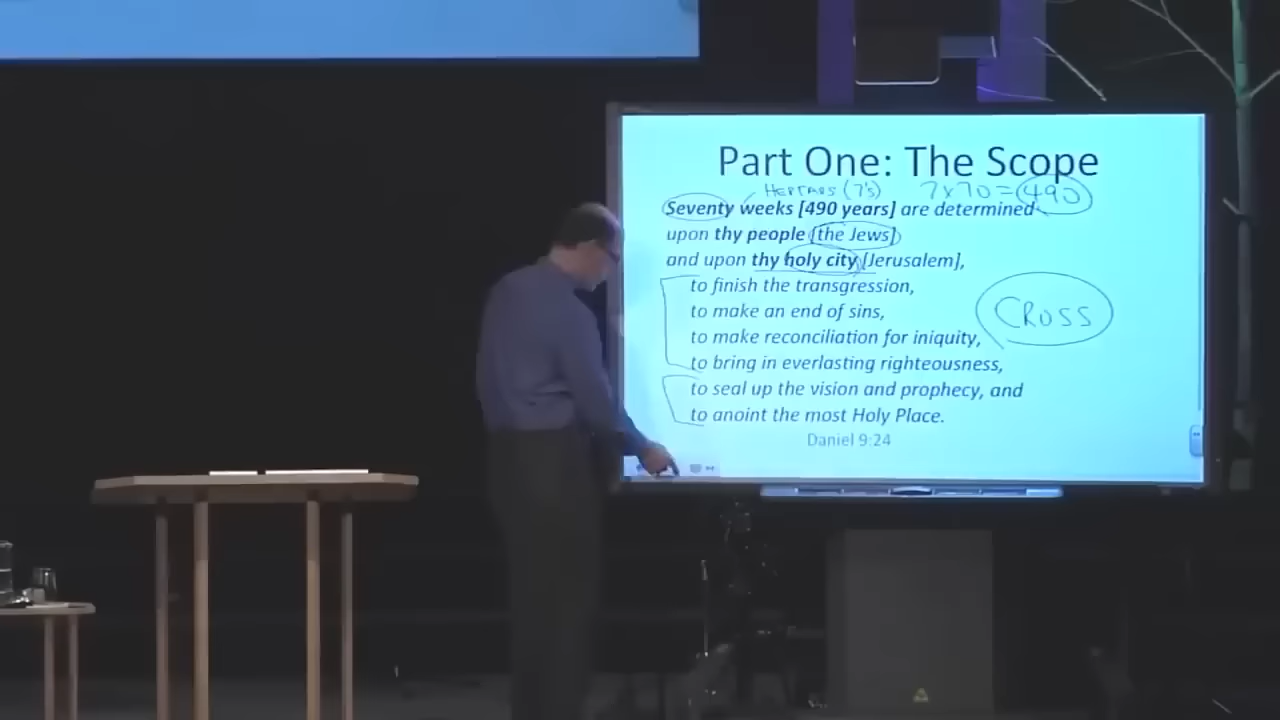 Part One: The Scope
HEPTADS (7's) 7x70=490
Seventy weeks [490 years] are determined
upon thy people [the Jews]
and upon thy holy city [Jerusalem],
to finish the transgression,
to make an end of sins,
CROSS
to make reconciliation for iniquity,
to bring in everlasting righteousness,
to seal up the vision and prophecy, and
to anoint the most Holy Place.
Daniel 9:24